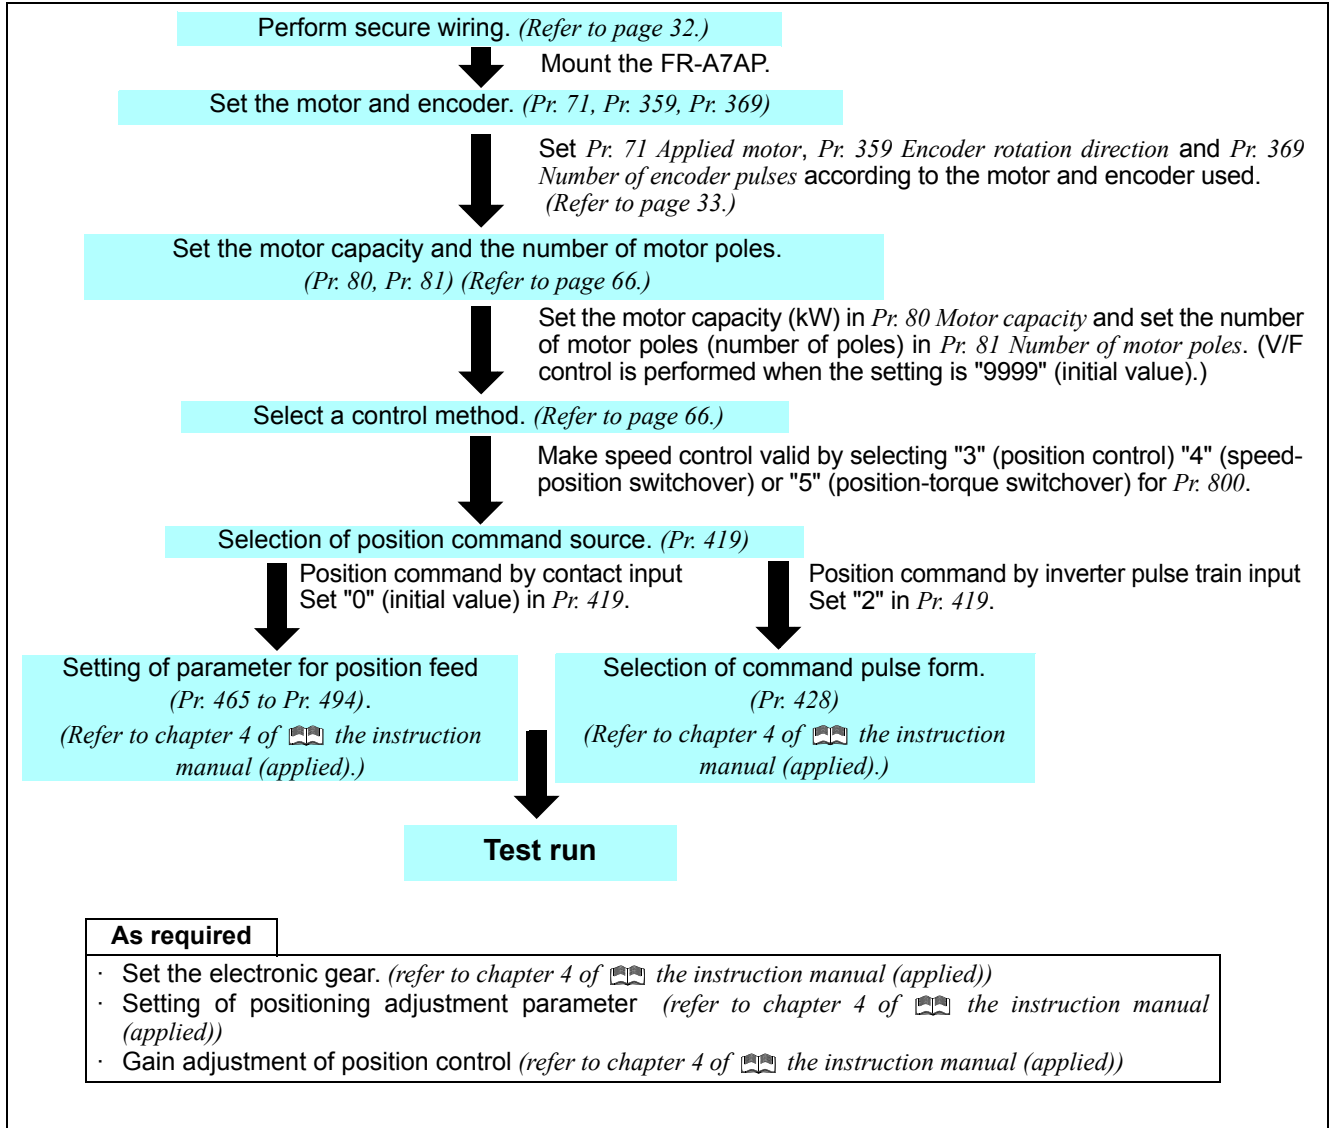 Perform secure wiring. (Refer to page 32.)
Mount the FR-A7AP.
Set the motor and encoder. (Pr. 71, Pr. 359, Pr. 369)
Set Pr. 71 Applied motor, Pr. 359 Encoder rotation direction and Pr. 369
Number of encoder pulses according to the motor and encoder used.
(Refer to page 33.)
Set the motor capacity and the number of motor poles.
(Pr. 80, Pr. 81) (Refer to page 66.)
Set the motor capacity (kW) in Pr. 80 Motor capacity and set the number
of motor poles (number of poles) in Pr. 81 Number of motor poles. (V/F
control is performed when the setting is "9999" (initial value).)
Select a control method. (Refer to page 66.)
Make speed control valid by selecting "3" (position control) "4" (speed-
position switchover) or "5" (position-torque switchover) for Pr. 800.
Selection of position command source. (Pr. 419)
Position command by contact input
Set "0" (initial value) in Pr. 419.
Position command by inverter pulse train input
Set "2" in Pr. 419.
Setting of parameter for position feed
(Pr. 465 to Pr. 494).
(Refer to chapter 4 of the instruction
manual (applied).)
Selection of command pulse form.
(Pr. 428)
(Refer to chapter 4 of the instruction
manual (applied).)
Test run
As required
· Set the electronic gear. (refer to chapter 4 of the instruction manual (applied))
· Setting of positioning adjustment parameter (refer to chapter 4 of the instruction manual
(applied))
· Gain adjustment of position control (refer to chapter 4 of the instruction manual (applied))